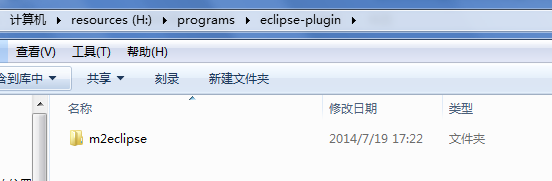 计算机 ▸ resources (H:) ▸ programs ▸ eclipse-plugin ▸
查看(V) 工具(T) 帮助(H)
含到库中 共享 刻录 新建文件夹
名称 修改日期 类型
m2eclipse 2014/7/19 17:22 文件夹